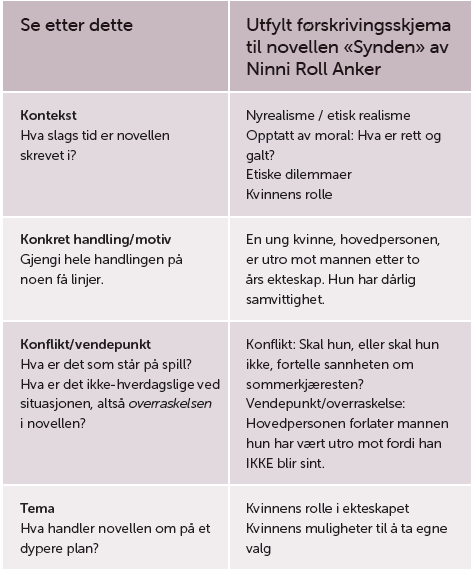 Se etter dette
Utfylt førskrivingsskjema
til novellen «Synden» av
Ninni Roll Anker
Kontekst
Hva slags tid er novellen
skrevet i?
Nyrealisme / etisk realisme
Opptatt av moral: Hva er rett og
galt?
Etiske dilemmaer
Kvinnens rolle
Konkret handling/motiv
Gjengi hele handlingen på
noen få linjer.
En ung kvinne, hovedpersonen,
er utro mot mannen etter to
års ekteskap. Hun har dårlig
samvittighet.
Konflikt/vendepunkt
Hva er det som står på spill?
Hva er det ikke-hverdagslige ved
situasjonen, altså overraskelsen
i novellen?
Konflikt: Skal hun, eller skal hun
ikke, fortelle sannheten om
sommerkjæresten?
Vendepunkt/overraskelse:
Hovedpersonen forlater mannen
hun har vært utro mot fordi han
IKKE blir sint.
Tema
Hva handler novellen om på et
dypere plan?
Kvinnens rolle i ekteskapet
Kvinnens muligheter til å ta egne
valg